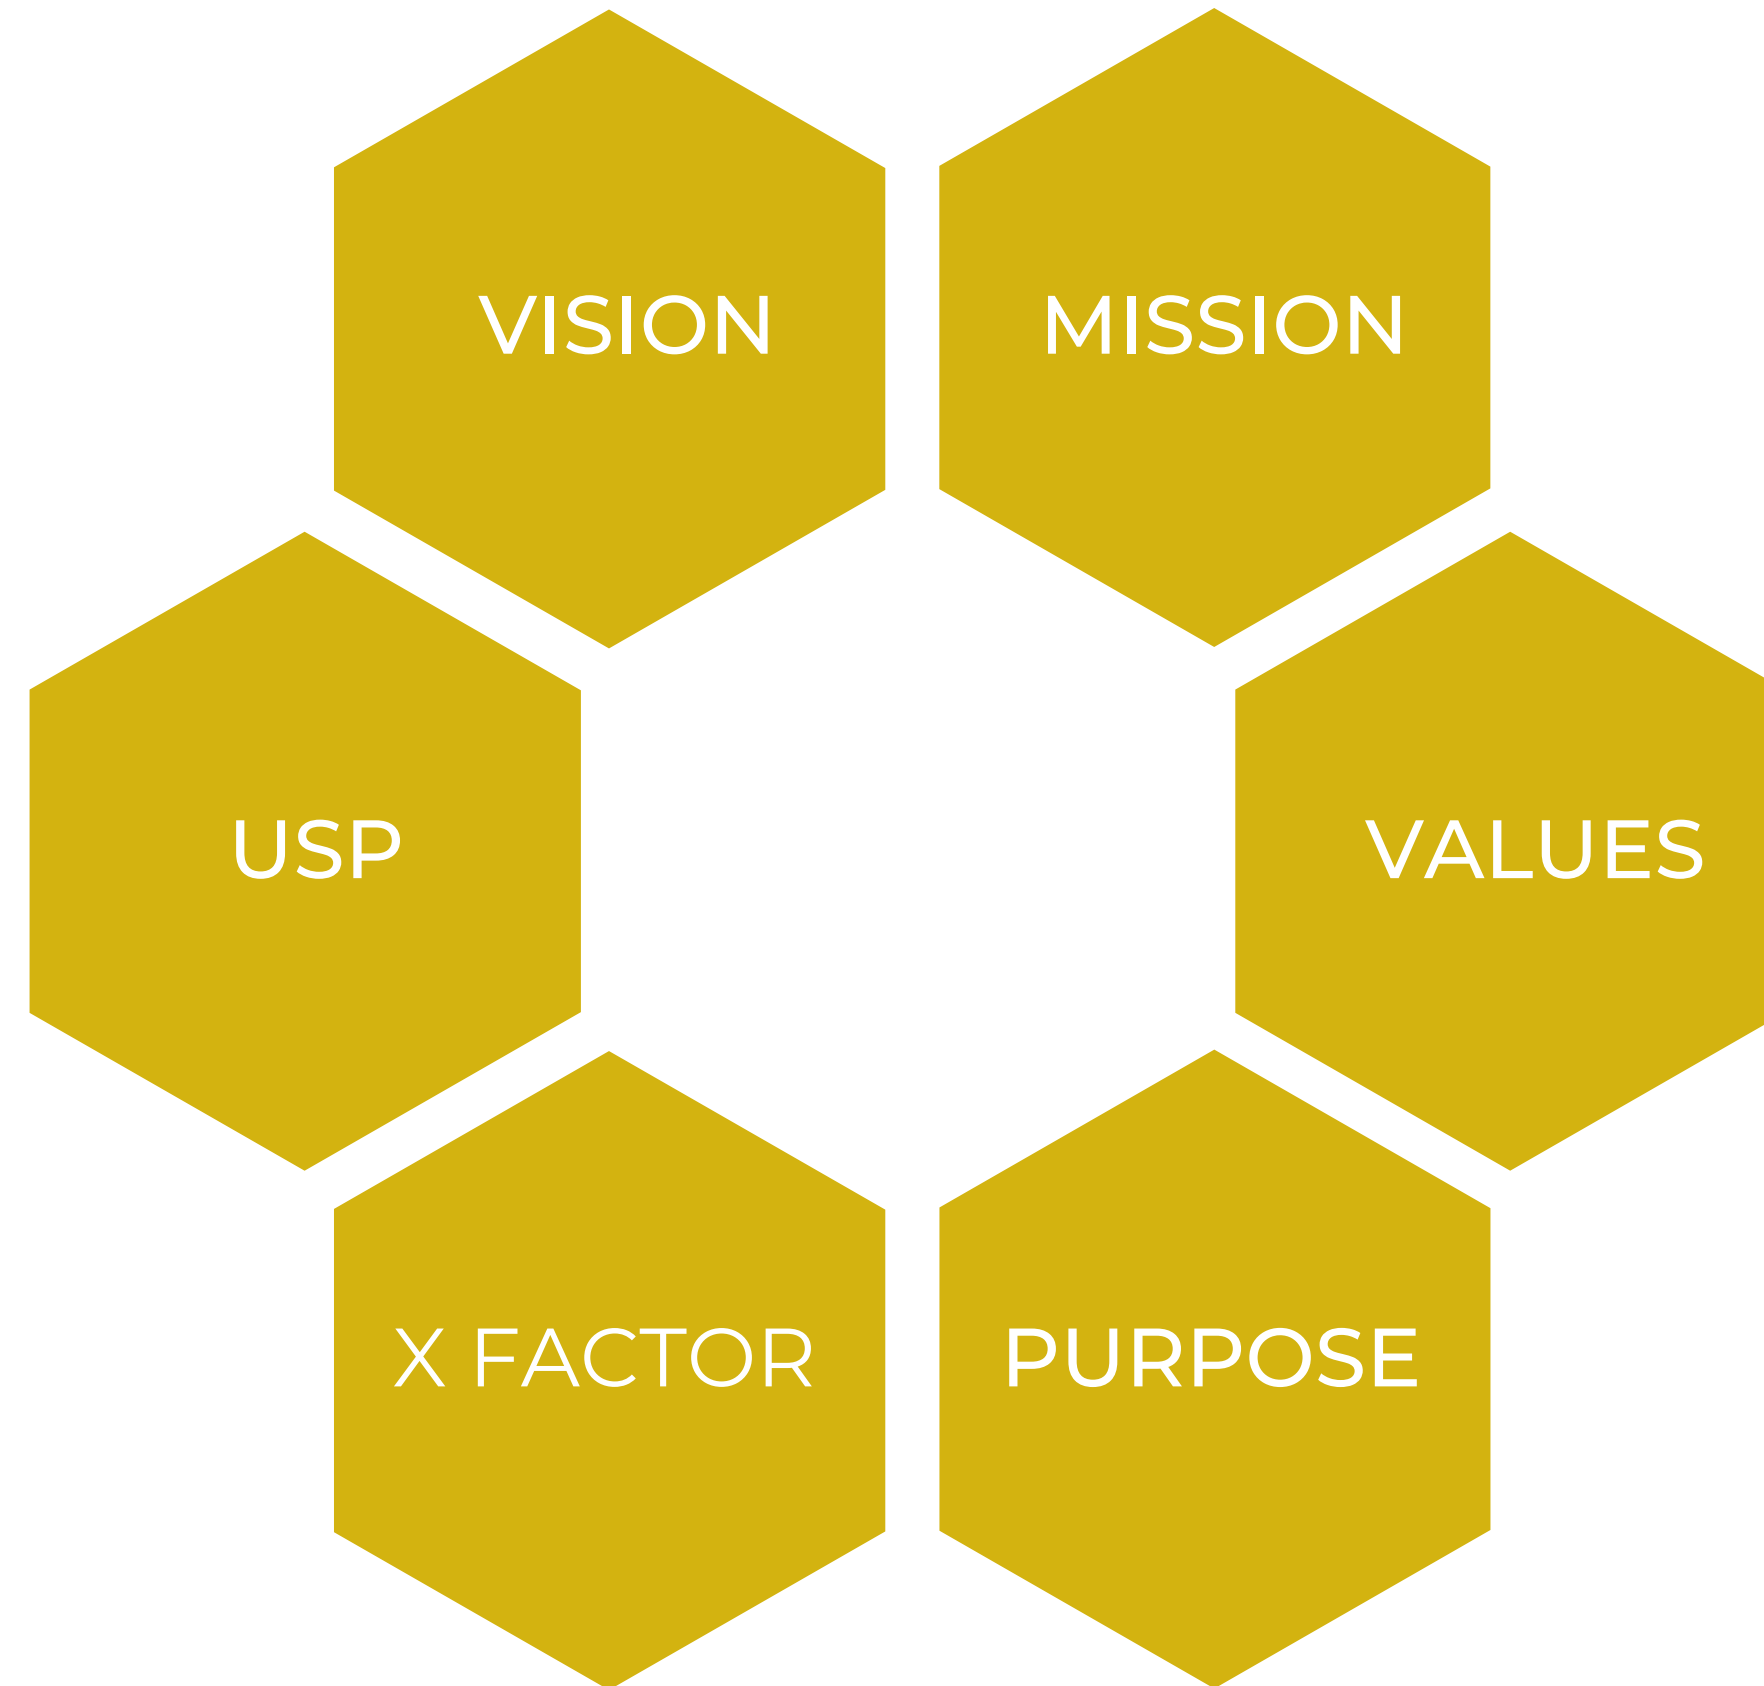 VISION
MISSION
USP
VALUES
X FACTOR
PURPOSE